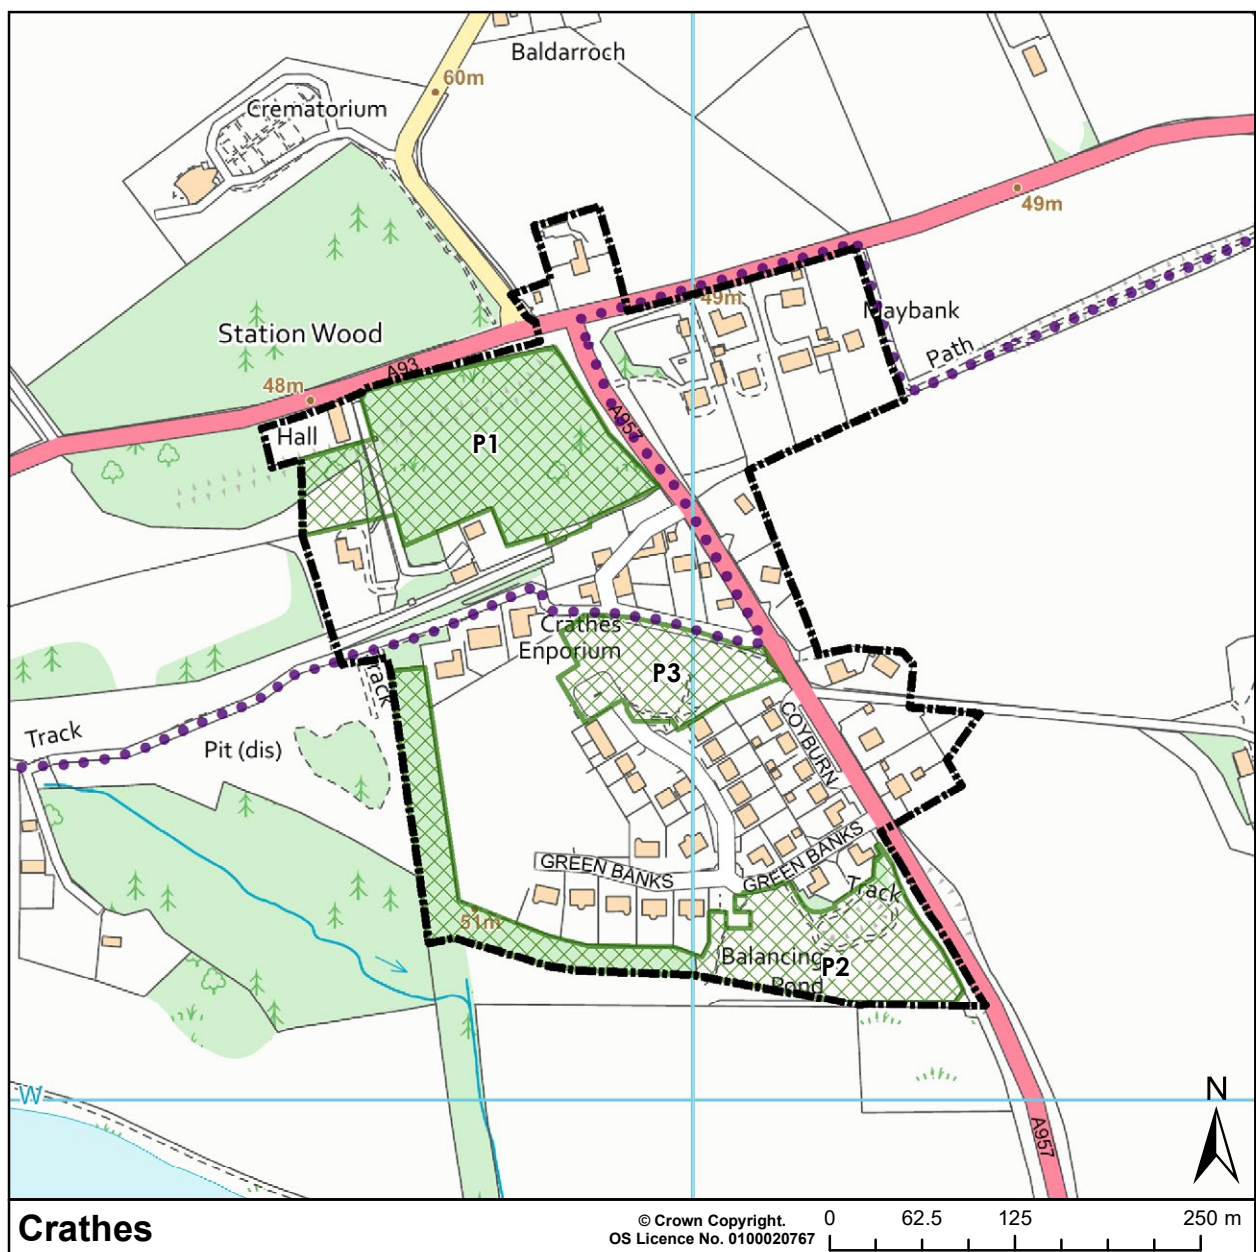 Baldarroch
60m
Crematorium
49m
Station Wood
49m
Maybank
Path
A93
48m
A957
Hall
P1
Crathes
Enporium
P3
Track
COYBURN
Track
Pit (dis)
GREEN BANKS
GREEN BANKS
Track
51m
Balancing
Pond
P2
W
N
A957
Crathes
© Crown Copyright.
OS Licence No. 0100020767
0 62.5 125 250 m